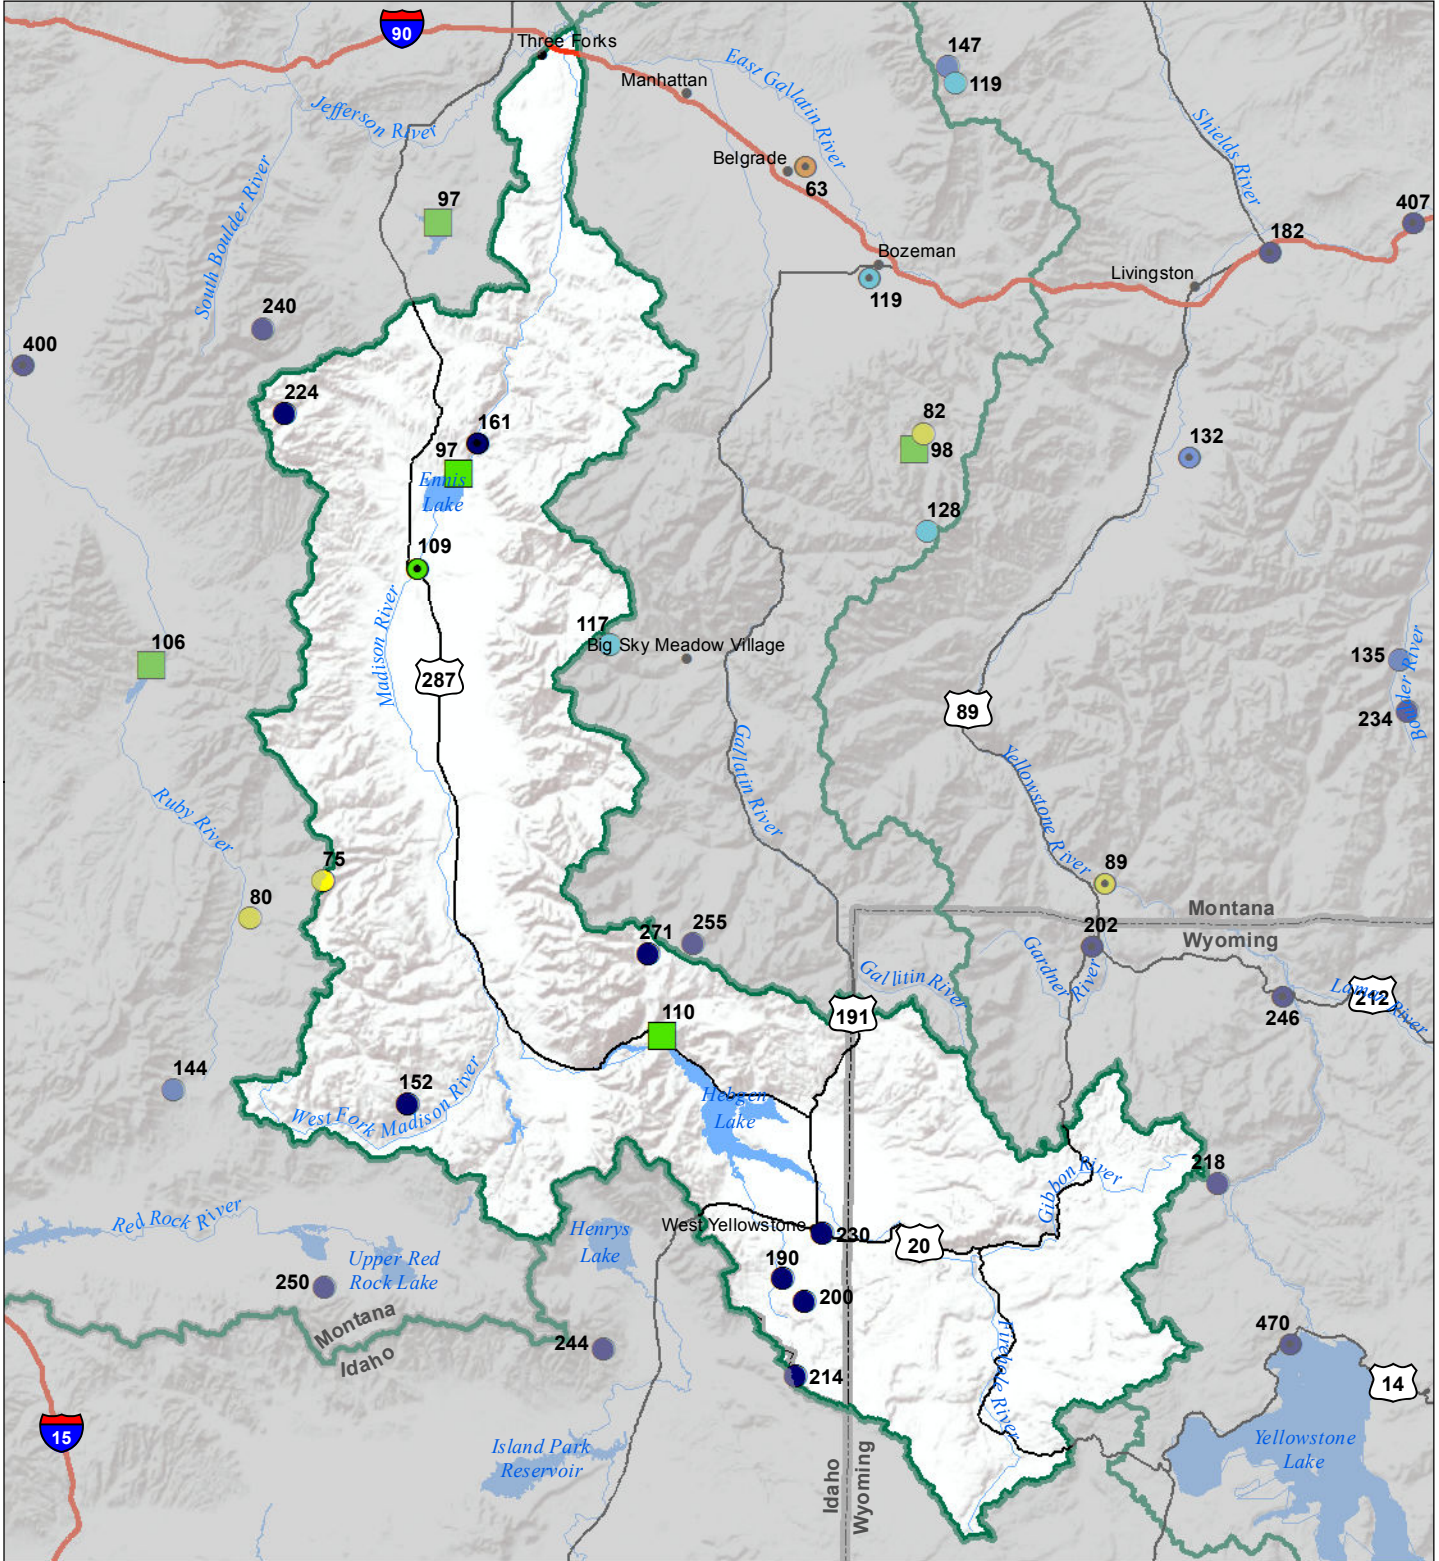 90
Three Forks
147
119
Manhattan
East Gallatin River
Jefferson River
Shields River
Belgrade
63
South Boulder River
97
407
182
Bozeman
Livingston
119
240
400
224
82
161
98
97
132
Ennis
Lake
128
109
Madison River
117
Big Sky Meadow Village
106
135
Boulder River
287
89
234
Gallatin River
Yellowstone River
Ruby River
75
89
80
Montana
Wyoming
271
255
202
Gardner
River
Gallitin River
212
Lamar River
246
191
110
144
152
West Fork Madison River
Hebgen
Lake
218
Gibbon River
Red Rock River
Henrys
Lake
West Yellowstone
230
20
Upper Red
Rock Lake
250
190
200
Montana
Idaho
244
214
Firehole River
470
14
15
Island Park
Reservoir
Yellowstone
Lake
Idaho
Wyoming